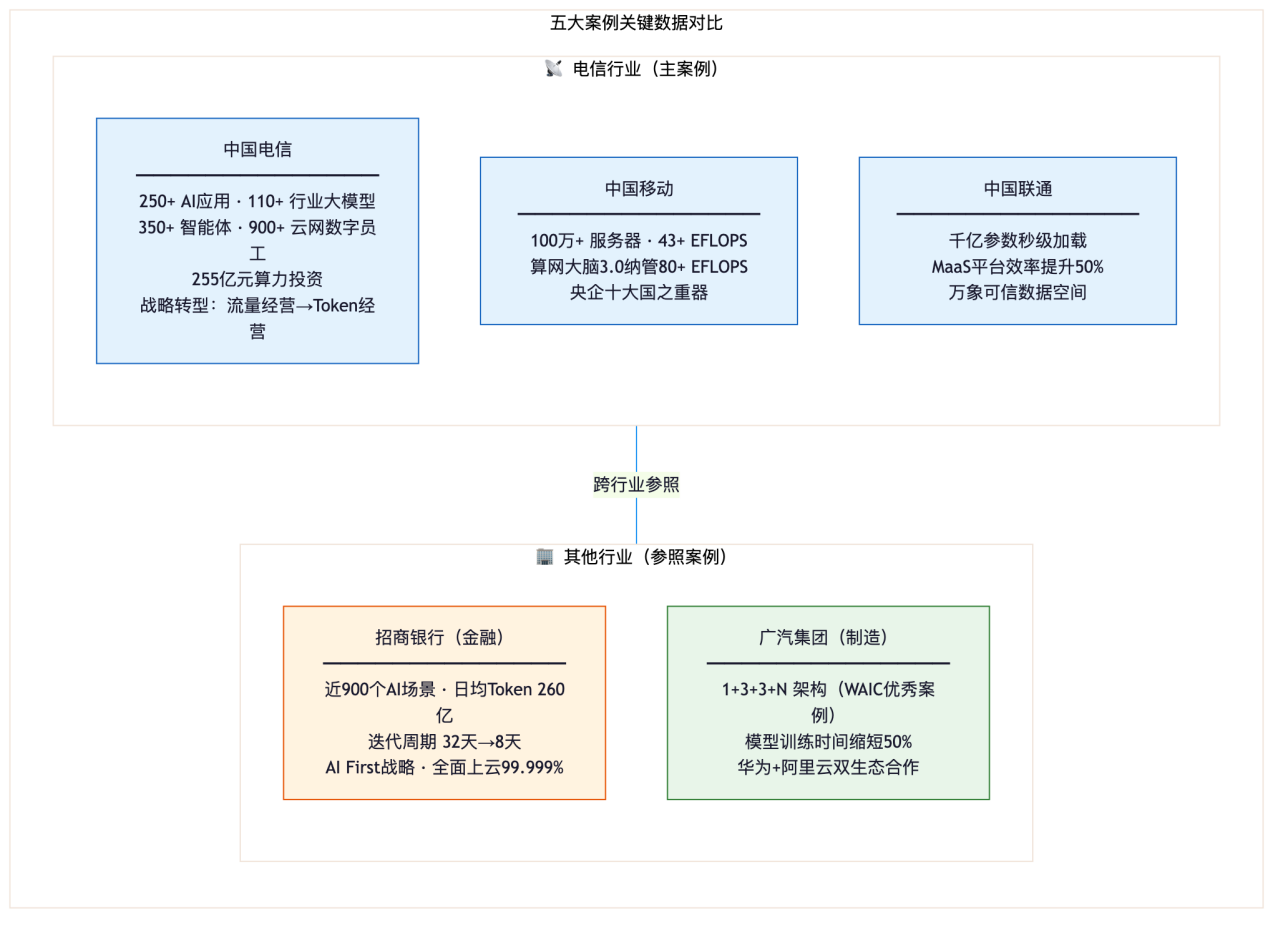 五大案例关键数据对比
📡 电信行业（主案例）
中国电信
250+ AI应用 · 110+ 行业大模型
350+ 智能体 · 900+ 云网数字员
工
255亿元算力投资
战略转型：流量经营→Token经
营
中国移动
100万+ 服务器 · 43+ EFLOPS
算网大脑3.0纳管80+ EFLOPS
央企十大国之重器
中国联通
千亿参数秒级加载
MaaS平台效率提升50%
万象可信数据空间
跨行业参照
🏢 其他行业（参照案例）
招商银行（金融）
近900个AI场景 · 日均Token 260
亿
迭代周期 32天→8天
AI First战略 · 全面上云99.999%
广汽集团（制造）
1+3+3+N 架构（WAIC优秀案
例）
模型训练时间缩短50%
华为+阿里云双生态合作